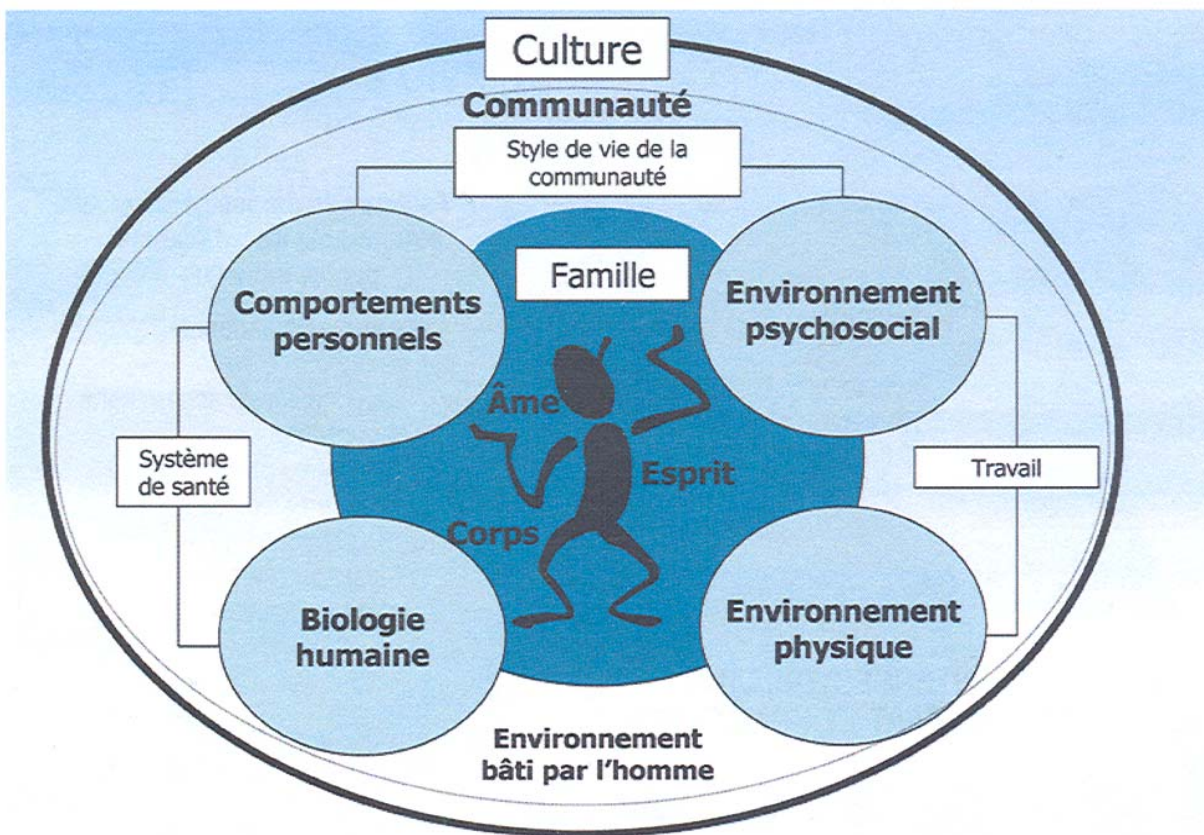 Culture
Communauté
Style de vie de la
communauté
Famille
Comportements
personnels
Environnement
psychosocial
Âme
Esprit
Corps
Système
de santé
Travail
Biologie
humaine
Environnement
physique
Environnement
bâti par l'homme